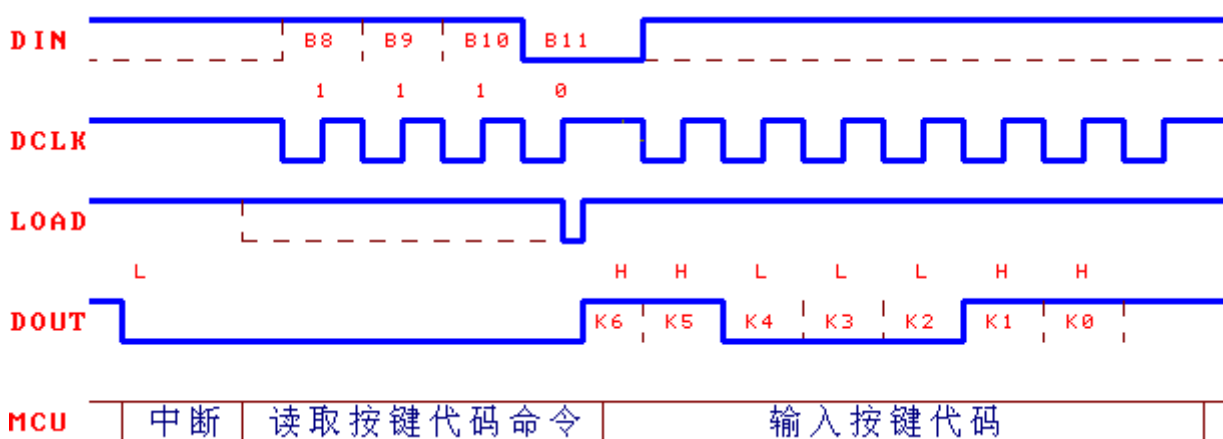 DIN B8 B9 B10 B11
1 1 1 0
DCLK
LOAD
L H H L L L H H
DOUT K6 K5 K4 K3 K2 K1 K0
MCU 中断 读取按键代码命令 输入按键代码